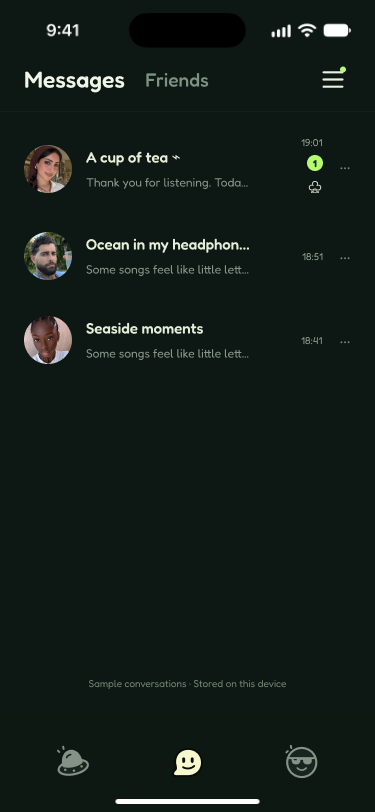 9:41
Messages Friends
A cup of tea
19:01
Thank you for listening. Toda...
1
Ocean in my headphon...
18:51
Some songs feel like little lett...
Seaside moments
18:41
Some songs feel like little lett...
Sample conversations · Stored on this device